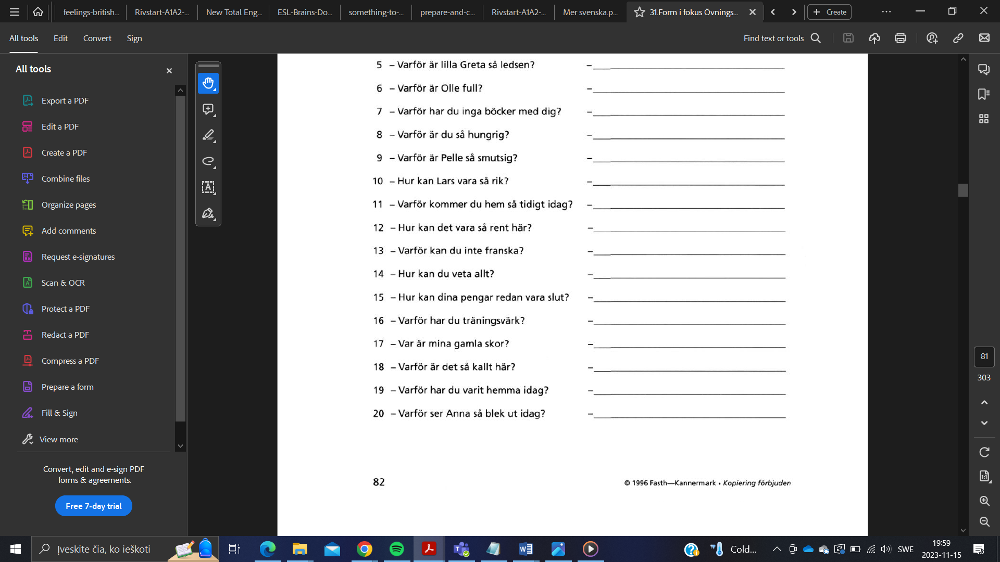 feelings-british...
Rivstart-A1A2-...
New Total Eng...
ESL-Brains-Do...
something-to-...
prepare-and-c...
Rivstart-A1A2-...
Mer svenska.p...
31.Form i fokus Övnings...
Create
All tools
Edit
Convert
Sign
Find text or tools
All tools
Export a PDF
Edit a PDF
Create a PDF
Combine files
Organize pages
Add comments
Request e-signatures
Scan & OCR
Protect a PDF
Redact a PDF
Compress a PDF
Prepare a form
Fill & Sign
View more
Convert, edit and e-sign PDF
forms & agreements.
Free 7-day trial
5 – Varför är lilla Greta så ledsen? –
6 – Varför är Olle full? –
7 – Varför har du inga böcker med dig? –
8 – Varför är du så hungrig? –
9 – Varför är Pelle så smutsig? –
10 – Hur kan Lars vara så rik? –
11 – Varför kommer du hem så tidigt idag? –
12 – Hur kan det vara så rent här? –
13 – Varför kan du inte franska? –
14 – Hur kan du veta allt? –
15 – Hur kan dina pengar redan vara slut? –
16 – Varför har du träningsvärk? –
17 – Var är mina gamla skor? –
18 – Varför är det så kallt här? –
19 – Varför har du varit hemma idag? –
20 – Varför ser Anna så blek ut idag? –
82
© 1996 Fasth—Kannermark • Kopiering förbjuden
81
303
Įveskite čia, ko ieškoti
Cold...
SWE
19:59
2023-11-15